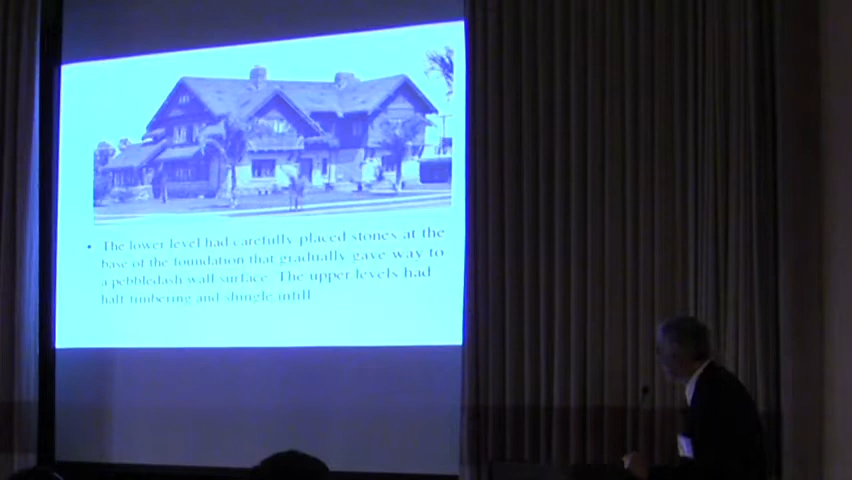 • The lower level had carefully placed stones at the
base of the foundation that gradually gave way to
a pebbledash wall surface. The upper levels had
half timbering and shingle infill